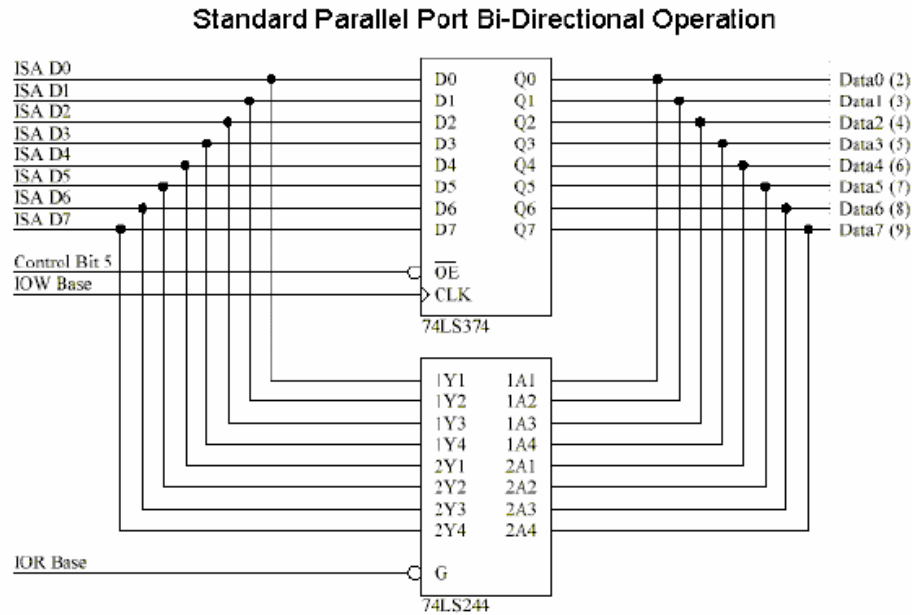 Standard Parallel Port Bi-Directional Operation
ISA D0
ISA D1
ISA D2
ISA D3
ISA D4
ISA D5
ISA D6
ISA D7
Control Bit 5
IOW Base
D0 Q0
D1 Q1
D2 Q2
D3 Q3
D4 Q4
D5 Q5
D6 Q6
D7 Q7
OE
CLK
74LS374
Data0 (2)
Data1 (3)
Data2 (4)
Data3 (5)
Data4 (6)
Data5 (7)
Data6 (8)
Data7 (9)
1Y1 1A1
1Y2 1A2
1Y3 1A3
1Y4 1A4
2Y1 2A1
2Y2 2A2
2Y3 2A3
2Y4 2A4
IOR Base
G
74LS244